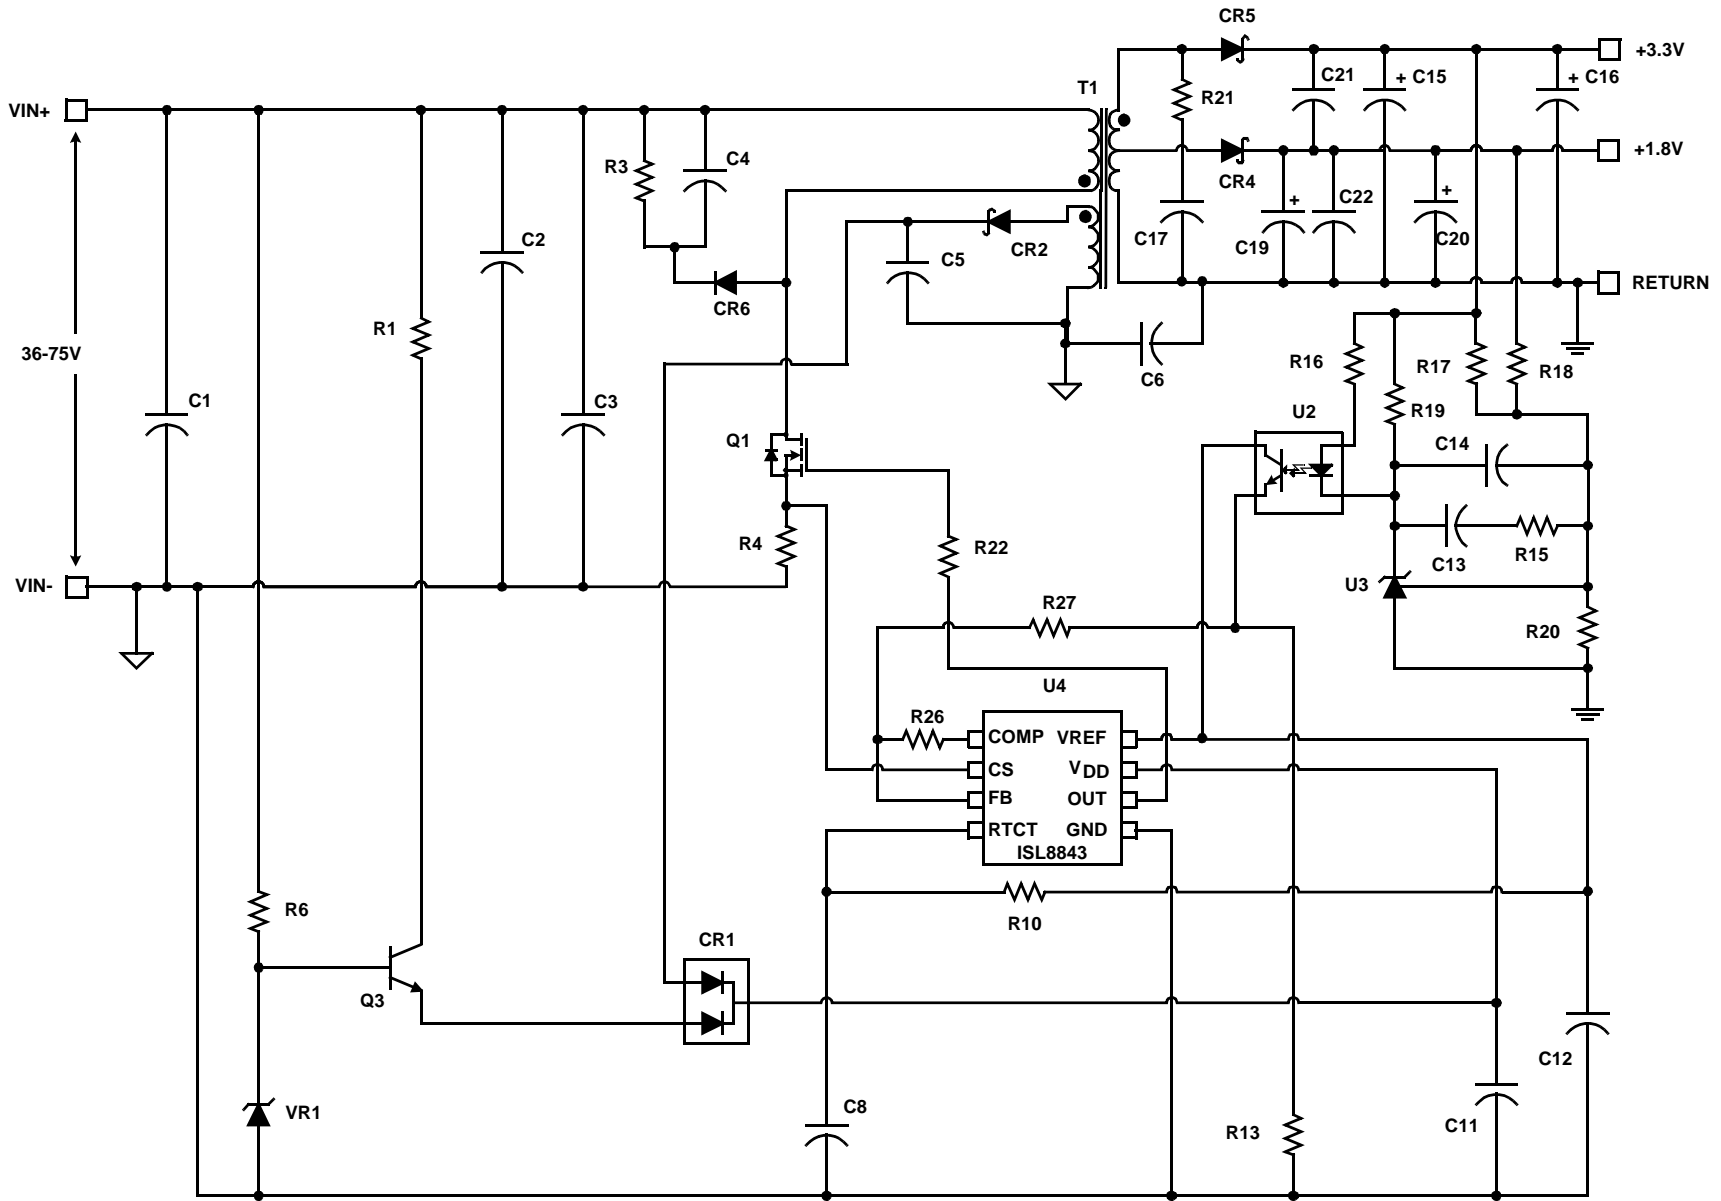 CR5
+3.3V
C21
+ C15
+ C16
T1
R21
VIN+
+1.8V
R3
C4
CR4
+
C22
+
C17
C19
C20
C2
C5
CR2
RETURN
CR6
R1
36-75V
C6
R16
R17
R18
C1
C3
U2
R19
Q1
C14
R4
R22
C13
R15
VIN-
U3
R27
R20
U4
R26
COMP
VREF
CS
VDD
FB
OUT
RTCT
GND
ISL8843
R6
R10
CR1
Q3
C12
VR1
C8
R13
C11